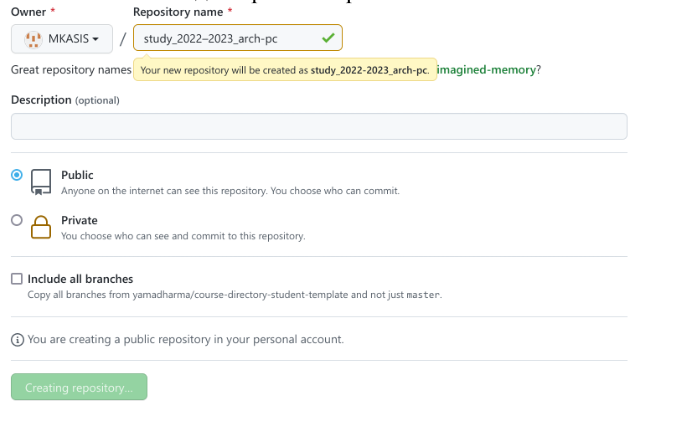 Owner * Repository name *
MKASIS / study_2022–2023_arch-pc
Great repository names Your new repository will be created as study_2022-2023_arch-pc. imagined-memory?
Description (optional)
Public
Anyone on the internet can see this repository. You choose who can commit.
Private
You choose who can see and commit to this repository.
Include all branches
Copy all branches from yamadharma/course-directory-student-template and not just master.
You are creating a public repository in your personal account.
Creating repository...